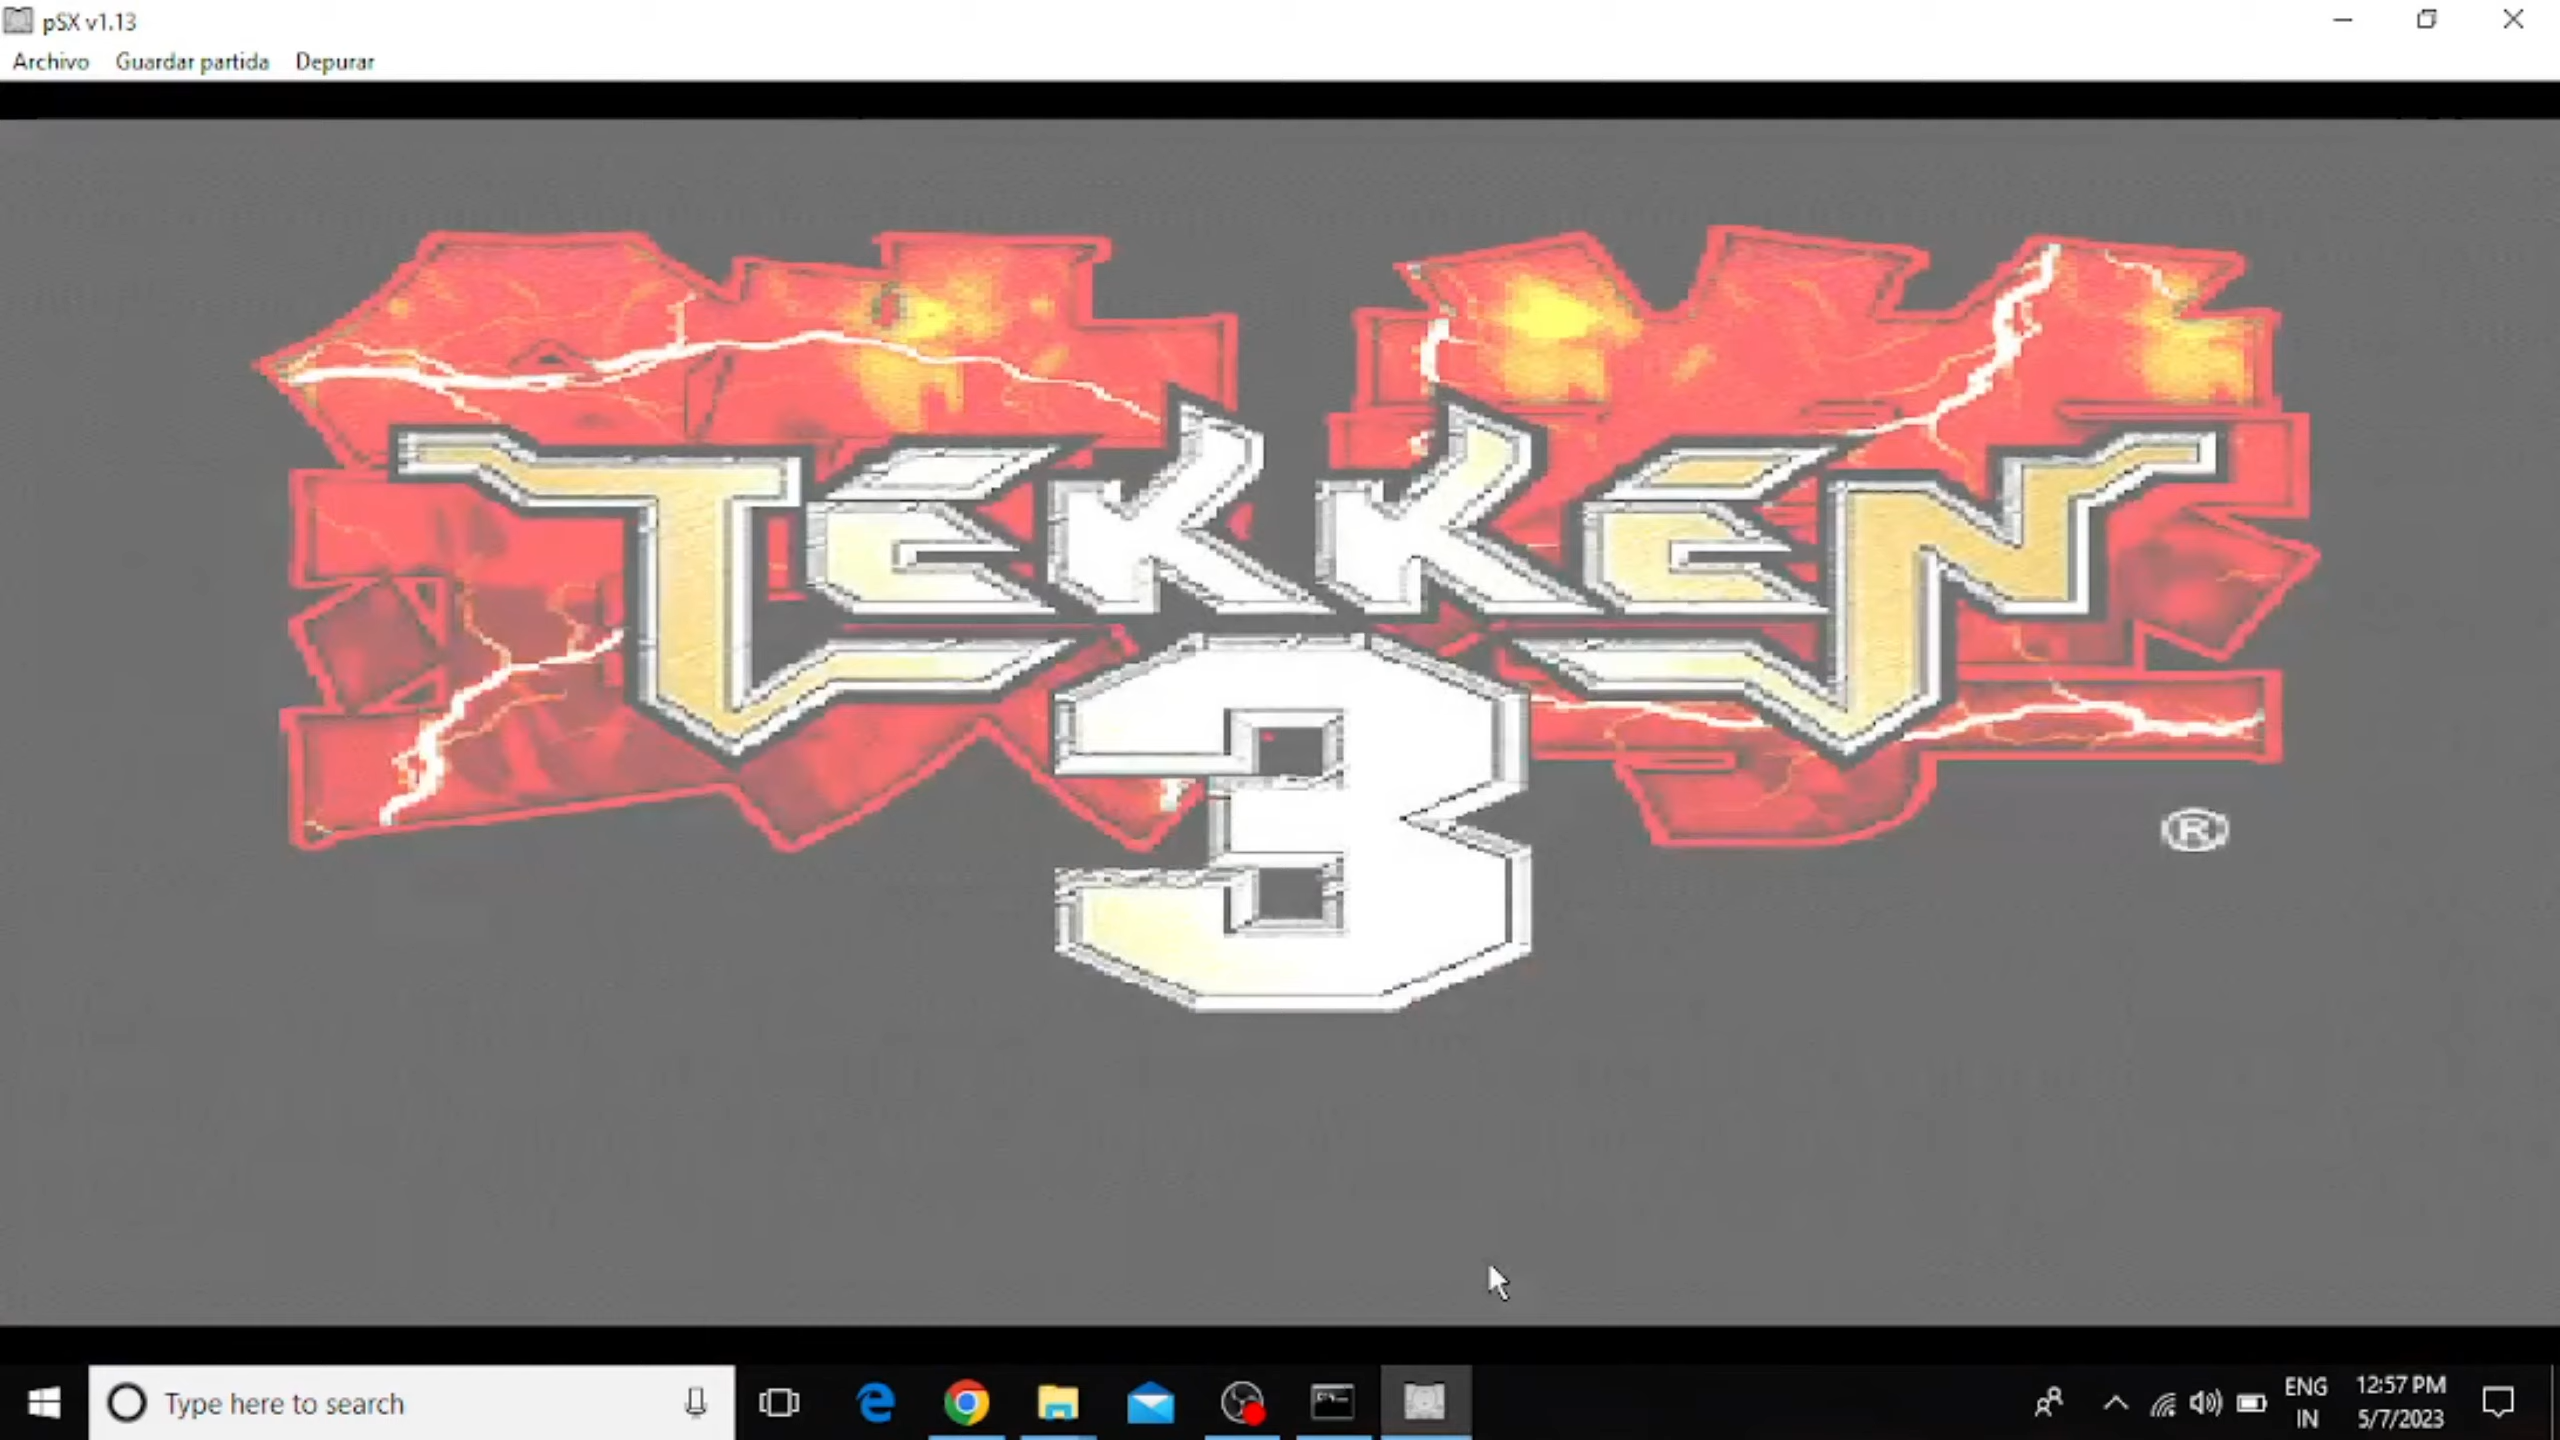 pSX v1.13
Archivo Guardar partida Depurar
TEKKEN
3
®
Type here to search
ENG
IN
12:57 PM
5/7/2023